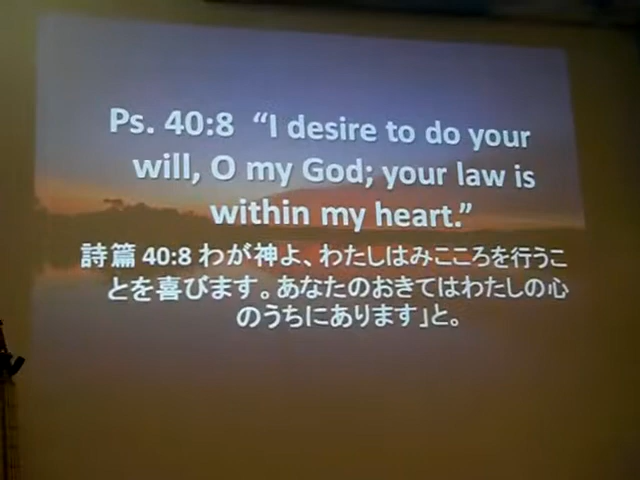 Ps. 40:8 “I desire to do your
will, O my God; your law is
within my heart.”
詩篇 40:8 わが神よ、わたしはみこころを行うこ
とを喜びます。あなたのおきてはわたしの心
のうちにあります」と。